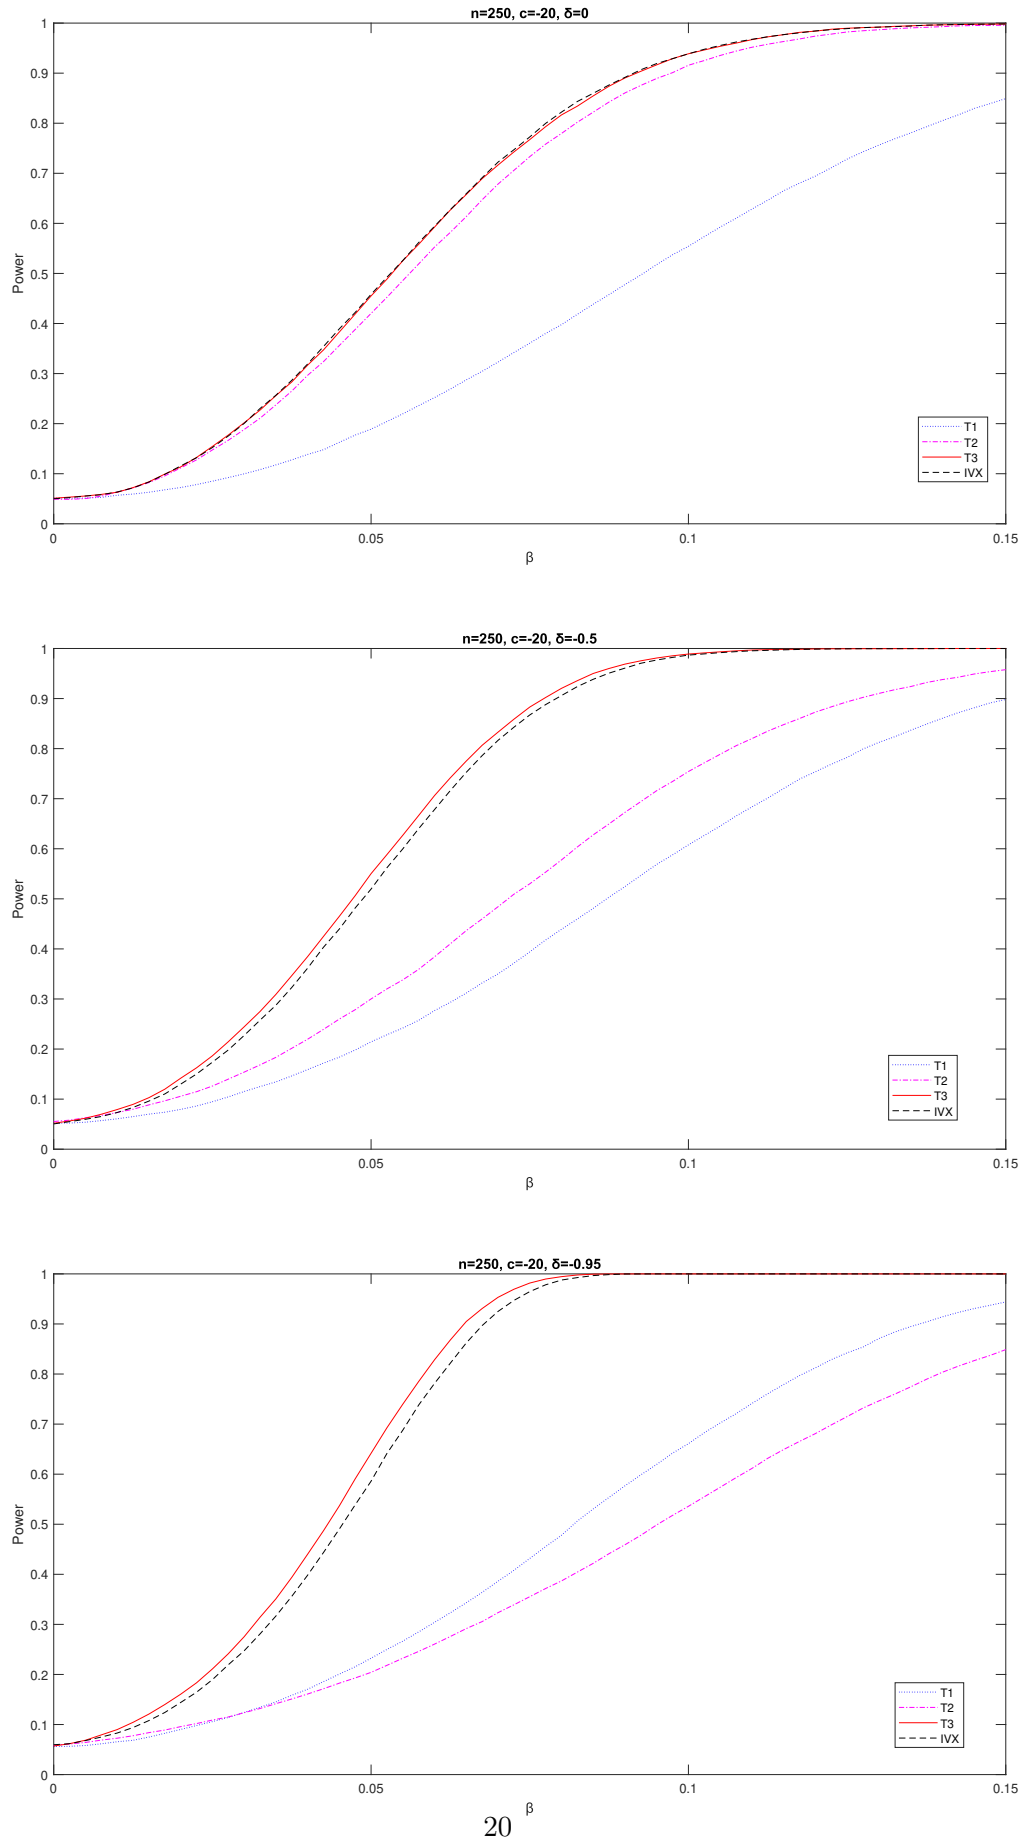 n=250, c=-20, δ=0
1
0.9
0.8
0.7
0.6
0.5
0.4
0.3
0.2
0.1
0
Power
T1
T2
T3
IVX
0 0.05 0.1 0.15
β
n=250, c=-20, δ=-0.5
1
0.9
0.8
0.7
0.6
0.5
0.4
0.3
0.2
0.1
0
Power
T1
T2
T3
IVX
0 0.05 0.1 0.15
β
n=250, c=-20, δ=-0.95
1
0.9
0.8
0.7
0.6
0.5
0.4
0.3
0.2
0.1
0
Power
T1
T2
T3
IVX
0 0.05 0.1 0.15
β
20